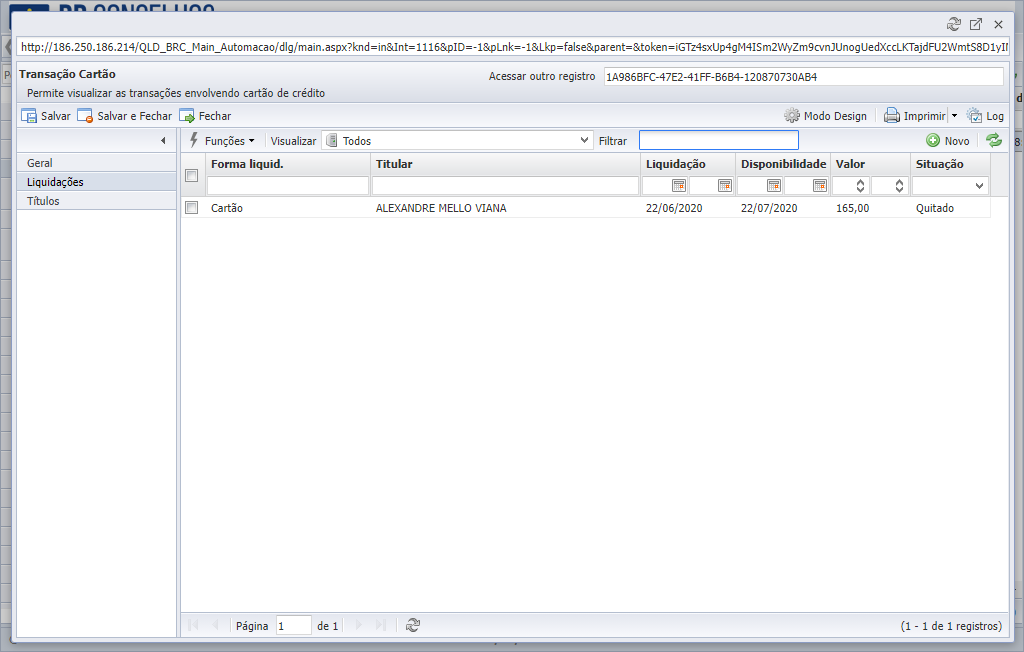 BR CONSELHOS
http://186.250.186.214/QLD_BRC_Main_Automacao/dlg/main.aspx?knd=in&Int=1116&pID=-1&pLnk=-1&Lkp=false&parent=&token=iGTz4sxUp4gM4ISm2WyZm9cvnJUnogUedXccLKTajdFU2WmtS8D1yII
Transação Cartão
Acessar outro registro 1A986BFC-47E2-41FF-B6B4-120870730AB4
Permite visualizar as transações envolvendo cartão de crédito
Salvar Salvar e Fechar Fechar Modo Design Imprimir Log
Funções Visualizar Todos Filtrar Novo
Geral
Liquidações
Títulos
Forma liquid. Titular Liquidação Disponibilidade Valor Situação
Cartão ALEXANDRE MELLO VIANA 22/06/2020 22/07/2020 165,00 Quitado
Página 1 de 1 (1 - 1 de 1 registros)